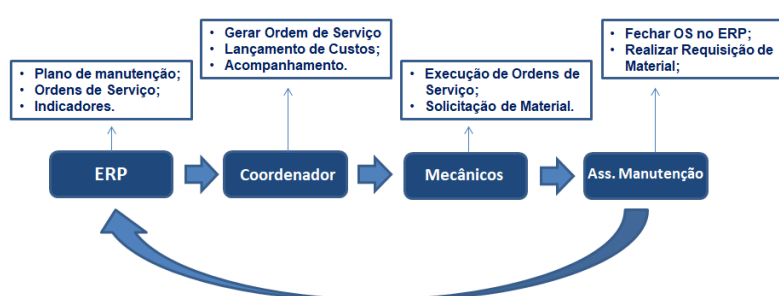 • Gerar Ordem de Serviço
• Lançamento de Custos;
• Acompanhamento.
• Fechar OS no ERP;
• Realizar Requisição de
Material;
• Plano de manutenção;
• Ordens de Serviço;
• Indicadores.
• Execução de Ordens de
Serviço;
• Solicitação de Material.
ERP
Coordenador
Mecânicos
Ass. Manutenção